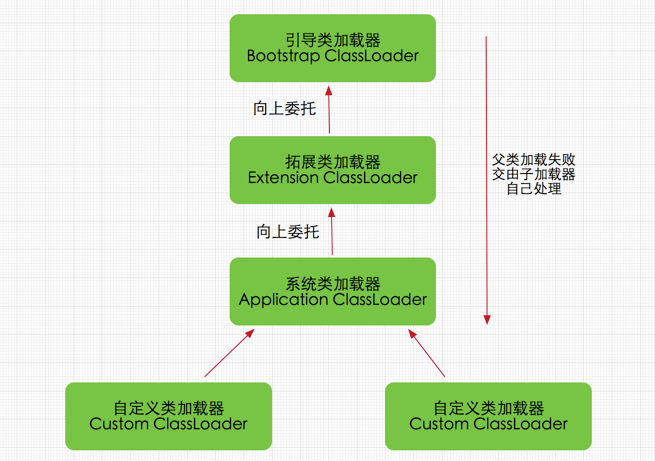 引导类加载器
Bootstrap ClassLoader
向上委托
拓展类加载器
Extension ClassLoader
父类加载失败
交由子加载器
自己处理
向上委托
系统类加载器
Application ClassLoader
自定义类加载器
Custom ClassLoader
自定义类加载器
Custom ClassLoader